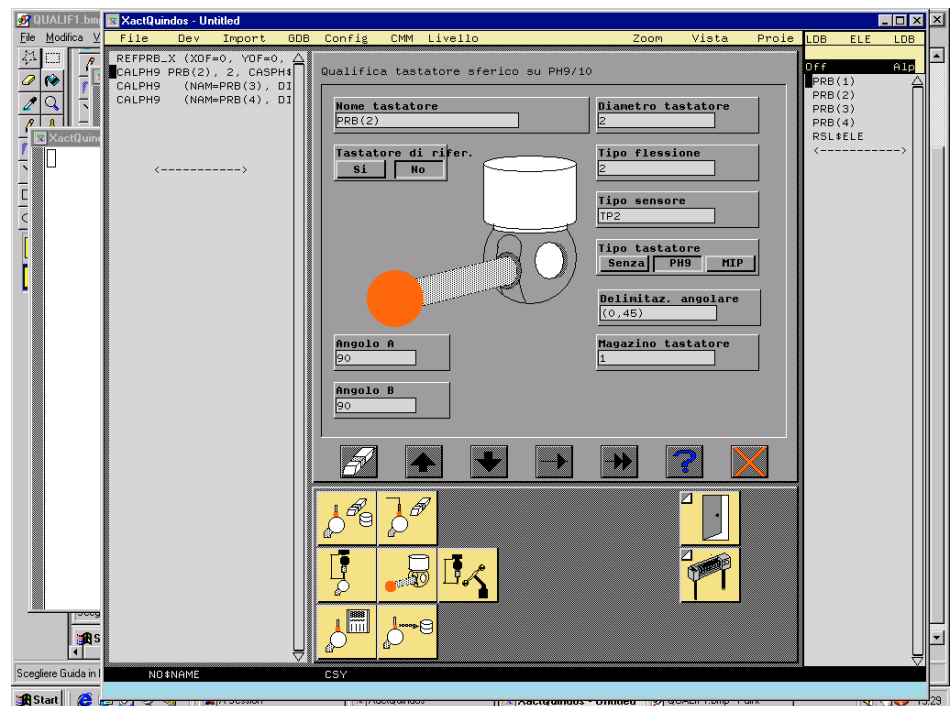 QUALIF1.bm
XactQuindos - Untitled
File Modifica V
File Dev Import GDB Config CMM Livello Zoom Vista Proie
LDB ELE LDB
REFPRB_X (XOF=0, YOF=0,
CALPH9 PRB(2), 2, CASPH$
CALPH9 (NAM=PRB(3), DI
CALPH9 (NAM=PRB(4), DI
<----------->
XactQuin
Qualifica tastatore sferico su PH9/10
Nome tastatore
PRB(2)
Tastatore di rifer.
Si No
Angolo A
90
Angolo B
90
Diametro tastatore
2
Tipo flessione
2
Tipo sensore
TP2
Tipo tastatore
Senza PH9 MIP
Delimitaz. angolare
(0,45)
Magazino tastatore
1
?
Off Alp
PRB(1)
PRB(2)
PRB(3)
PRB(4)
RSL$ELE
<----------->
Scegliere Guida in
NO$NAME CSY
Start
XactQuindos - Untitled